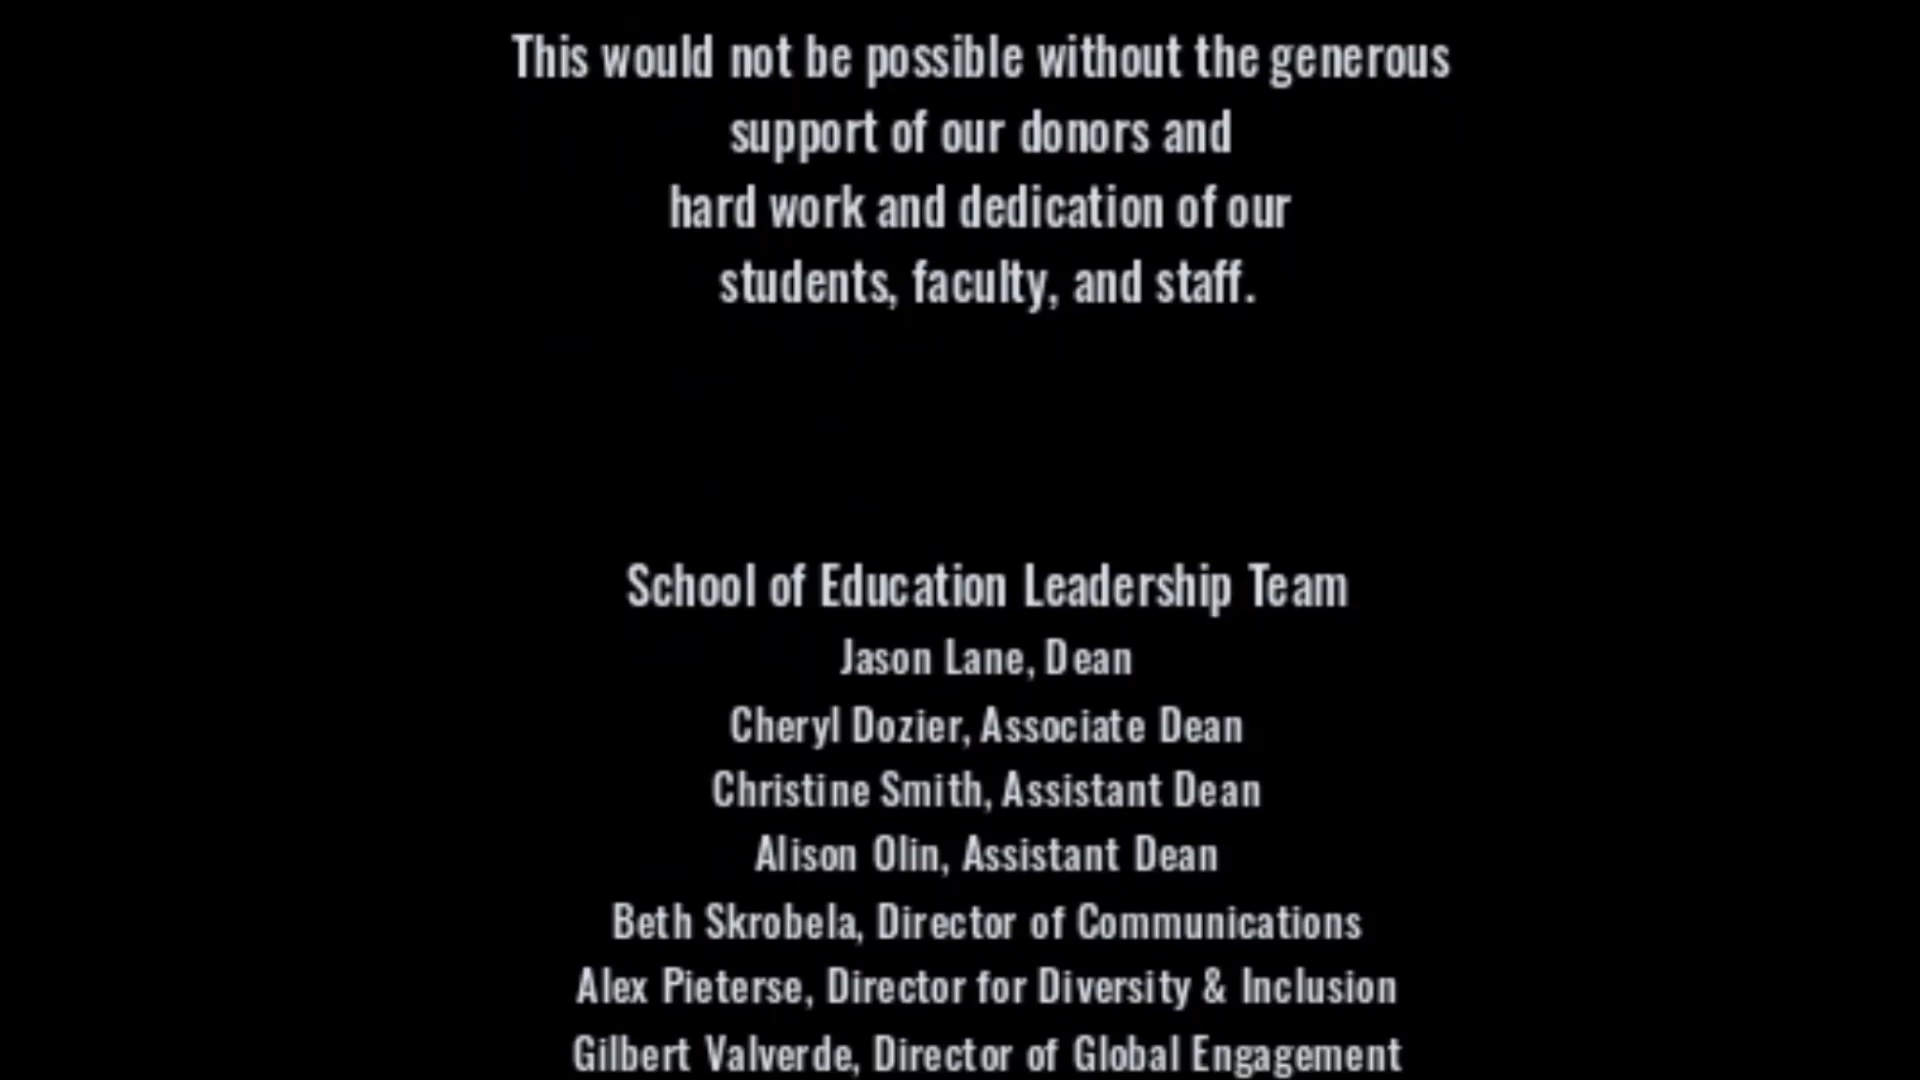 This would not be possible without the generous
support of our donors and
hard work and dedication of our
students, faculty, and staff.
School of Education Leadership Team
Jason Lane, Dean
Cheryl Dozier, Associate Dean
Christine Smith, Assistant Dean
Alison Olin, Assistant Dean
Beth Skrobela, Director of Communications
Alex Pieterse, Director for Diversity & Inclusion
Gilbert Valverde, Director of Global Engagement